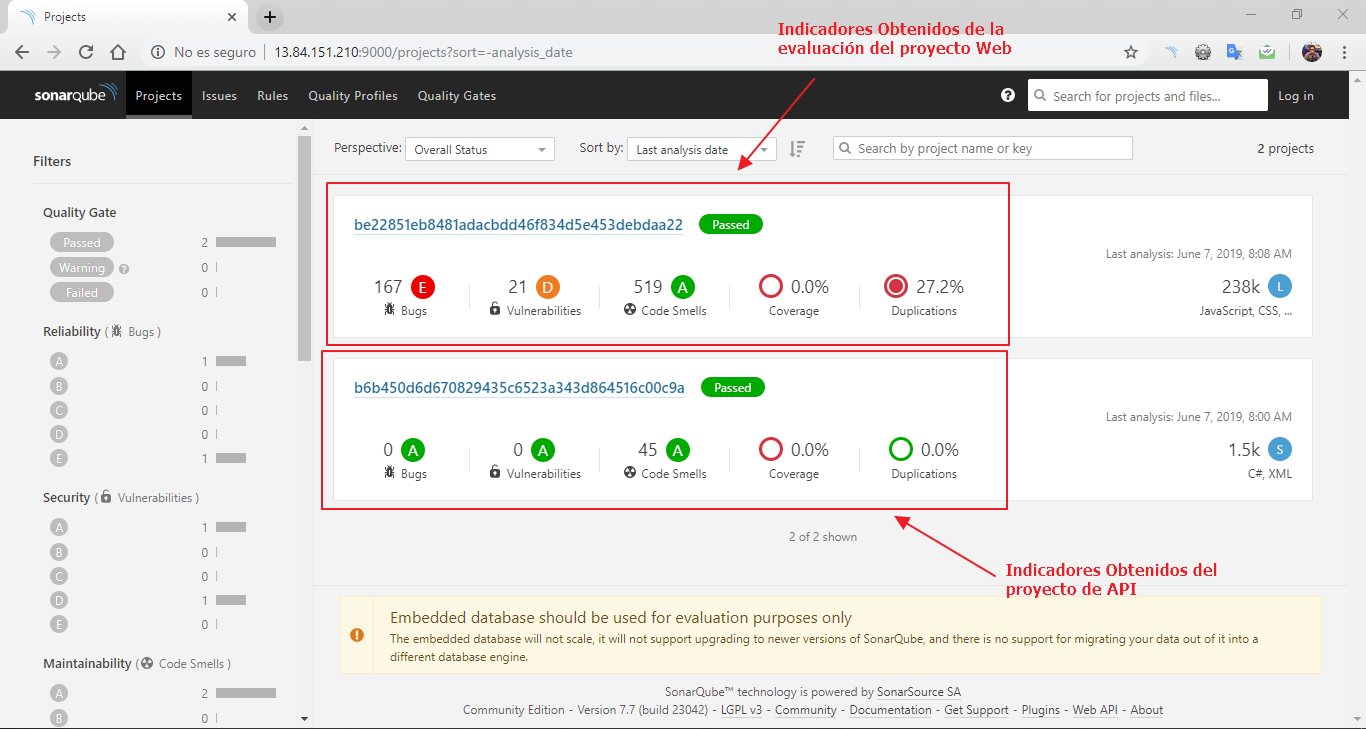 Projects
No es seguro
13.84.151.210:9000/projects?sort=-analysis_date
Indicadores Obtenidos de la
evaluación del proyecto Web
sonarqube
Projects
Issues
Rules
Quality Profiles
Quality Gates
Search for projects and files...
Log in
Filters
Quality Gate
Passed 2
Warning 0
Failed 0
Reliability ( Bugs )
A 1
B 0
C 0
D 0
E 1
Security ( Vulnerabilities )
A 1
B 0
C 0
D 1
E 0
Maintainability ( Code Smells )
A 2
B 0
Perspective: Overall Status
Sort by: Last analysis date
Search by project name or key
2 projects
be22851eb8481adacbdd46f834d5e453debdaa22 Passed
Last analysis: June 7, 2019, 8:08 AM
167 E 21 D 519 A 0.0% 27.2% 238k L
Bugs Vulnerabilities Code Smells Coverage Duplications JavaScript, CSS, ...
b6b450d6d670829435c6523a343d864516c00c9a Passed
Last analysis: June 7, 2019, 8:00 AM
0 A 0 A 45 A 0.0% 0.0% 1.5k S
Bugs Vulnerabilities Code Smells Coverage Duplications C#, XML
2 of 2 shown
Indicadores Obtenidos del
proyecto de API
Embedded database should be used for evaluation purposes only
The embedded database will not scale, it will not support upgrading to newer versions of SonarQube, and there is no support for migrating your data out of it into a
different database engine.
SonarQube™ technology is powered by SonarSource SA
Community Edition - Version 7.7 (build 23042) - LGPL v3 - Community - Documentation - Get Support - Plugins - Web API - About